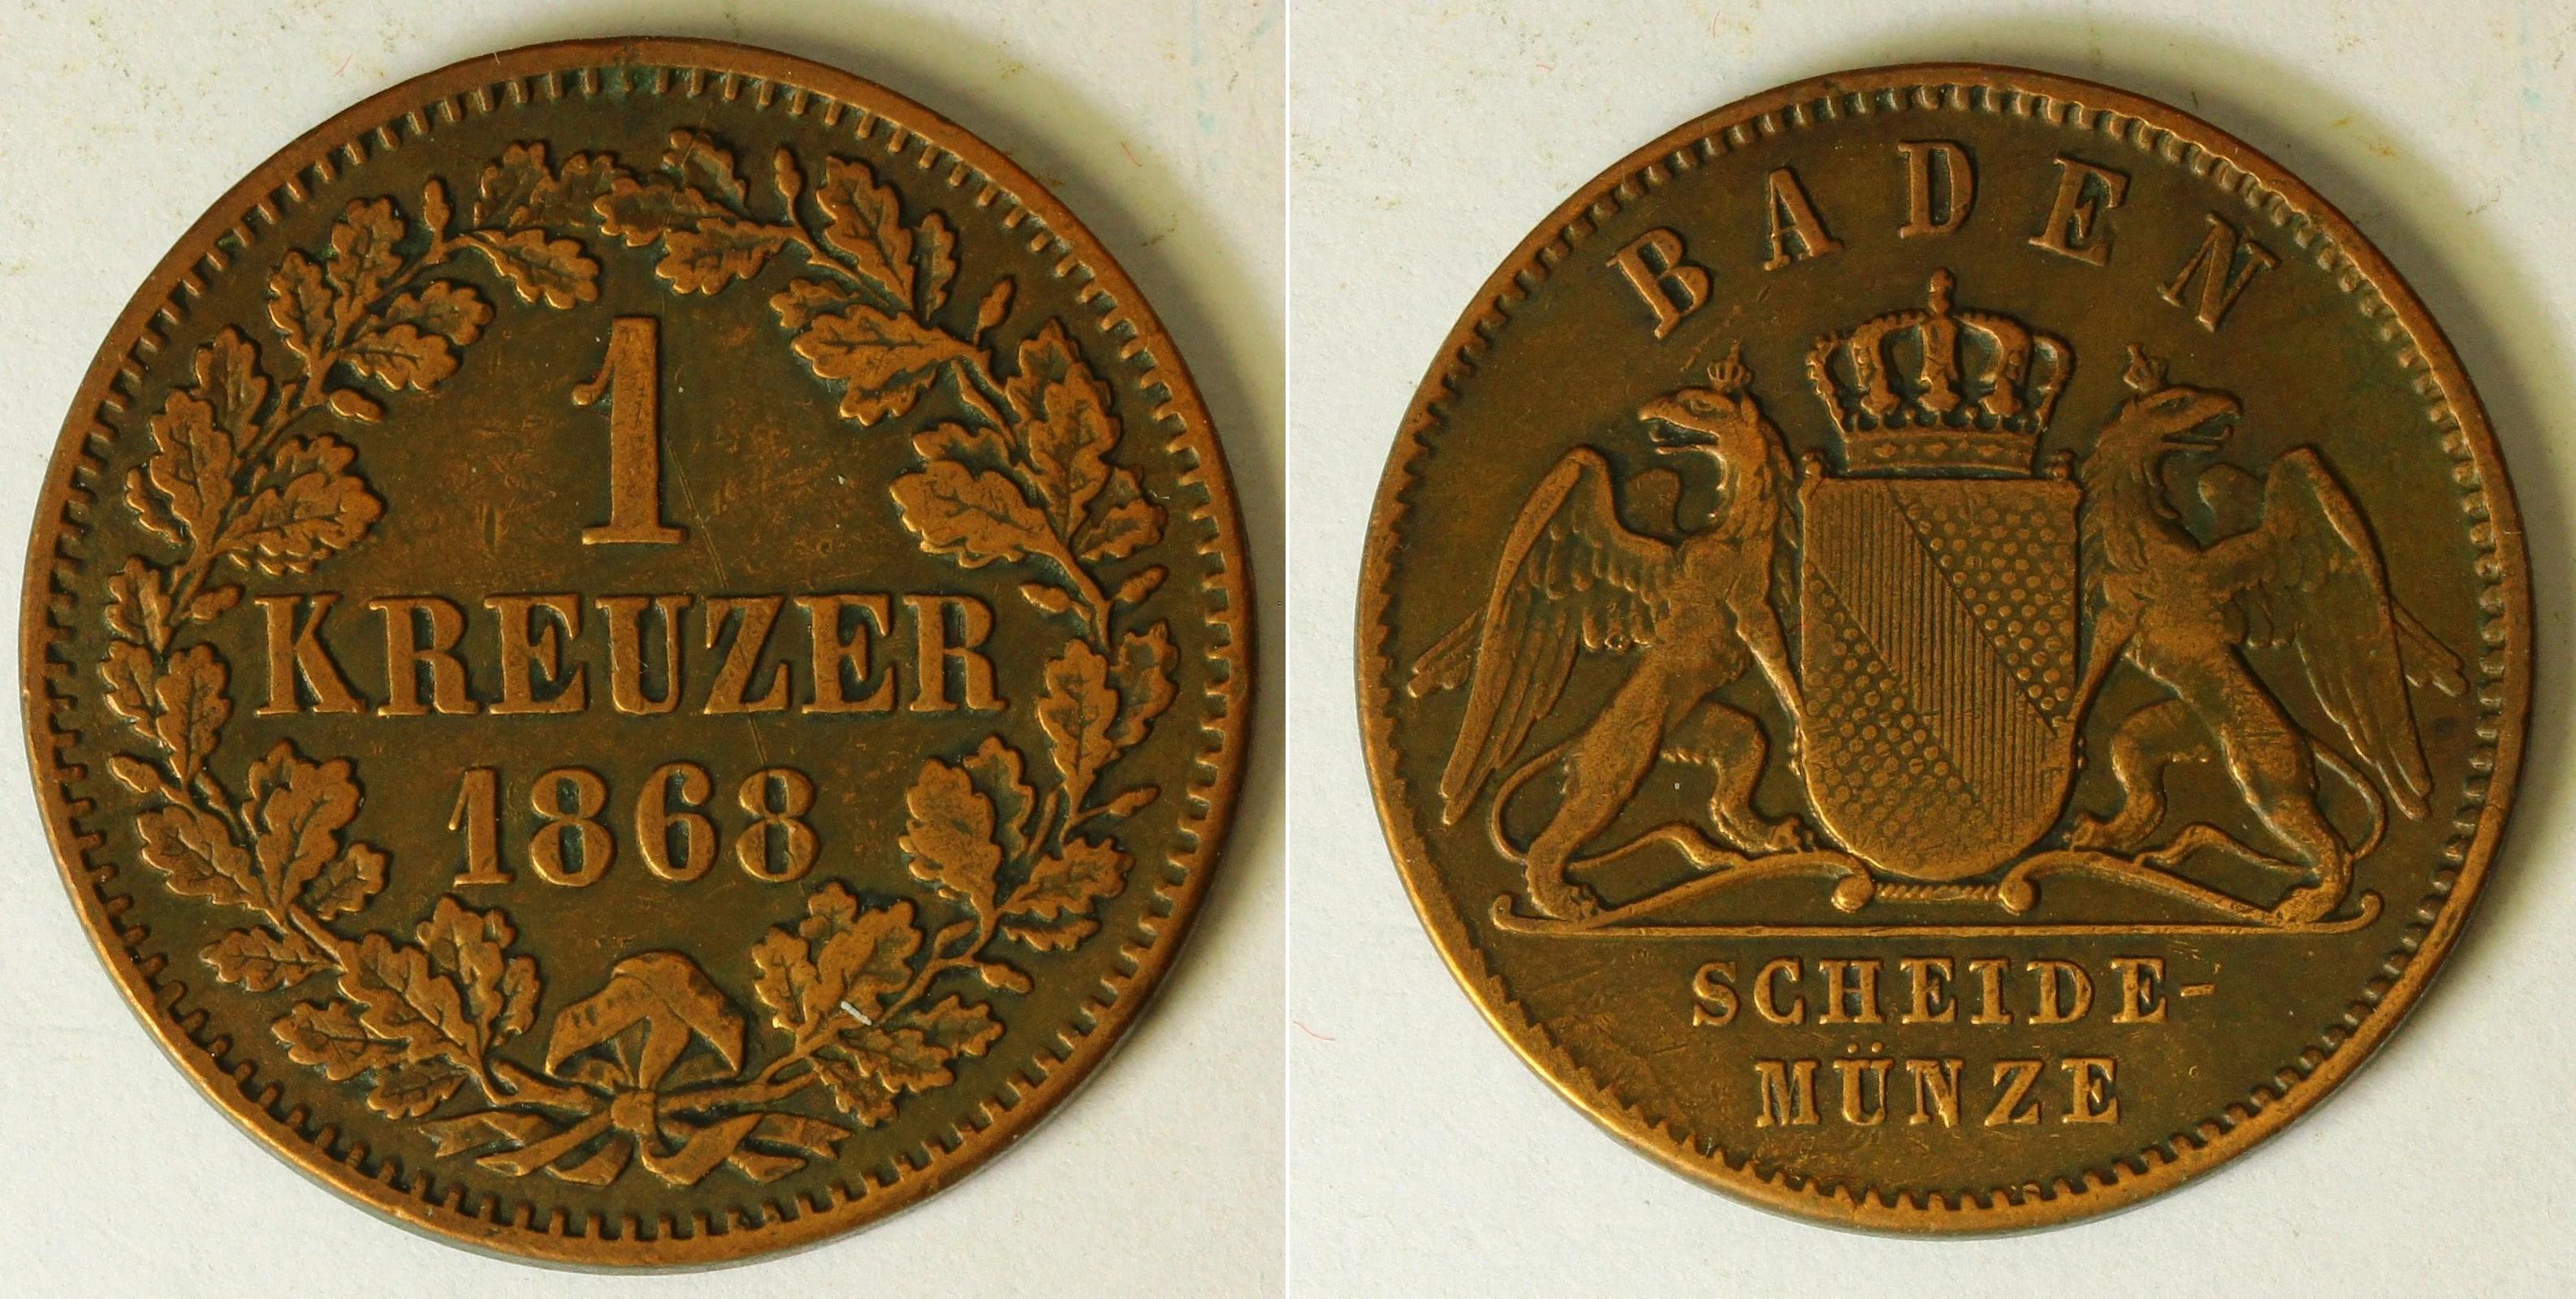 1
KREUZER
1868
BADEN
SCHEIDE-
MÜNZE